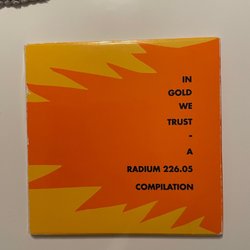 IN
GOLD
WE
TRUST
-
A
RADIUM 226.05
COMPILATION